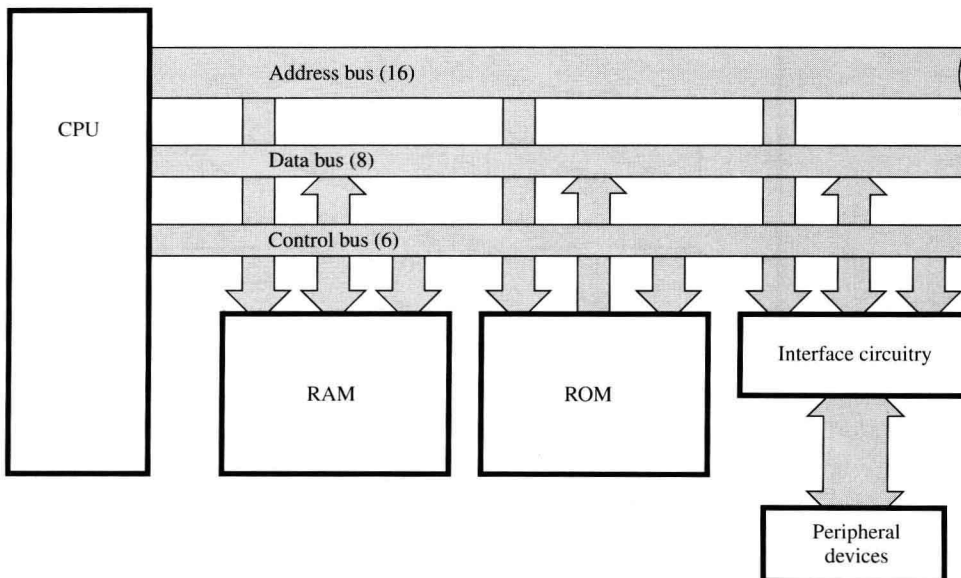 CPU
Address bus (16)
Data bus (8)
Control bus (6)
RAM
ROM
Interface circuitry
Peripheral
devices